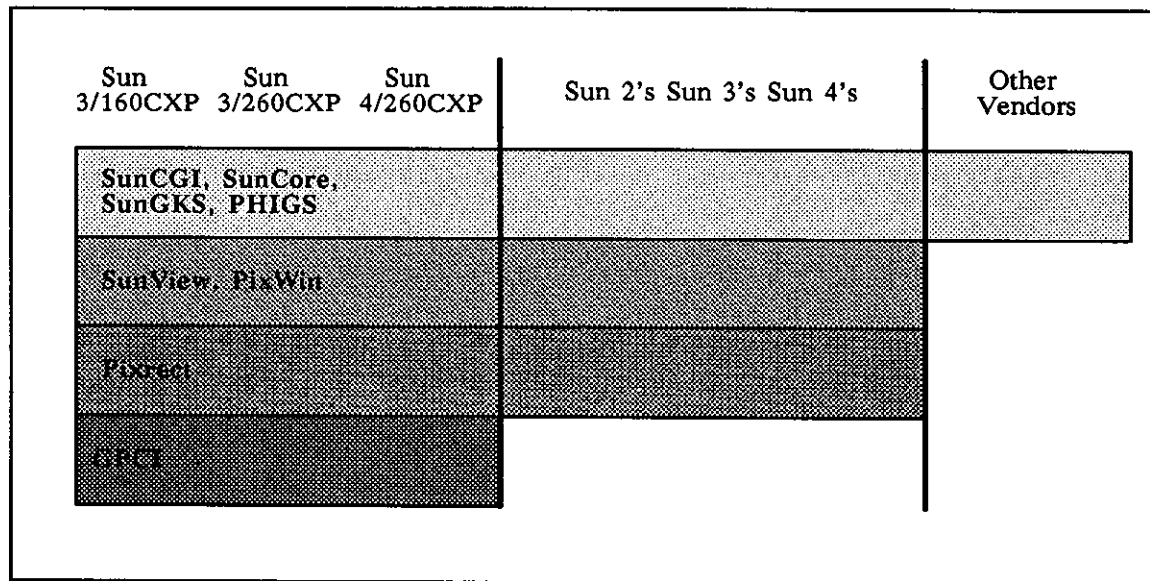 Sun Sun Sun
3/160CXP 3/260CXP 4/260CXP
Sun 2's Sun 3's Sun 4's
Other
Vendors
SunCGI, SunCore,
SunGKS, PHIGS
SunView, PixWin
Pixrect
GPCI